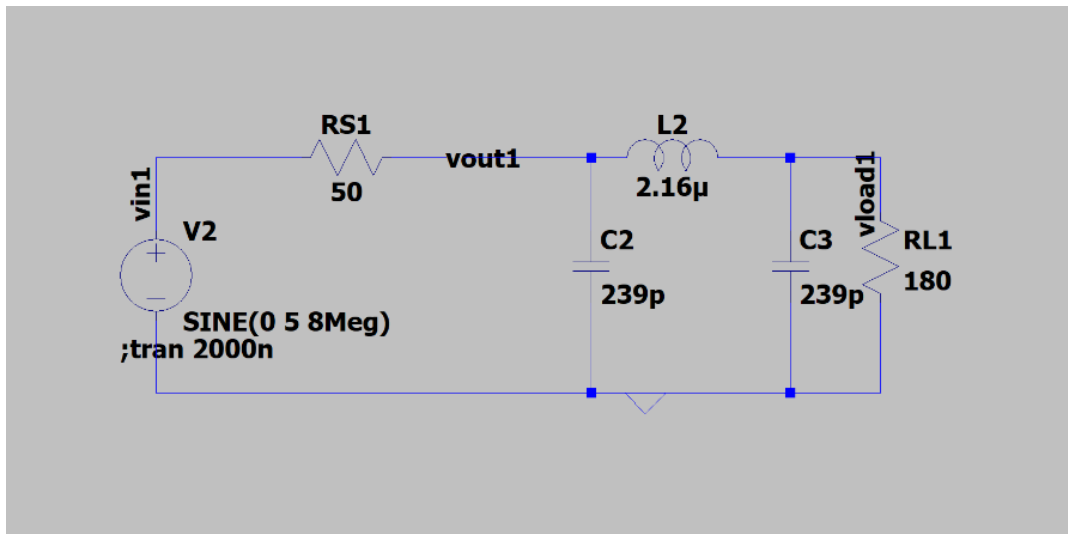 RS1
50
vout1
L2
2.16µ
vin1
V2
SINE(0 5 8Meg)
;tran 2000n
C2
239p
C3
239p
vload1
RL1
180